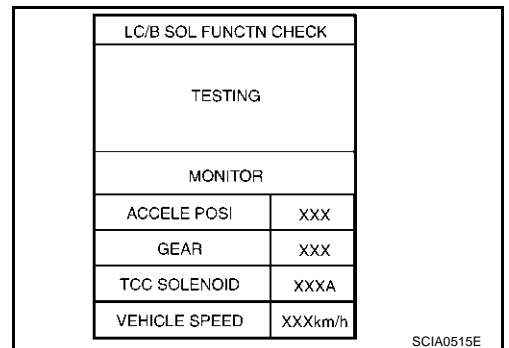 LC/B SOL FUNCTN CHECK
TESTING
MONITOR
ACCELE POSI XXX
GEAR XXX
TCC SOLENOID XXXA
VEHICLE SPEED XXXkm/h
SCIA0515E